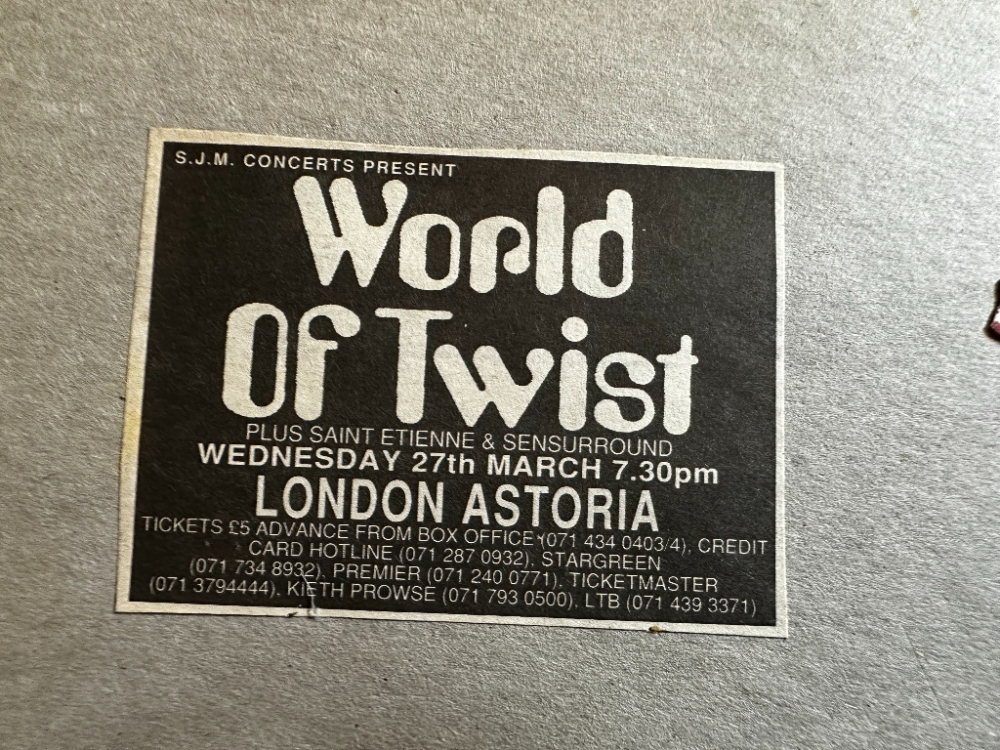 S.J.M. CONCERTS PRESENT
World
Of Twist
PLUS SAINT ETIENNE & SENSURROUND
WEDNESDAY 27th MARCH 7.30pm
LONDON ASTORIA
TICKETS £5 ADVANCE FROM BOX OFFICE (071 434 0403/4), CREDIT
CARD HOTLINE (071 287 0932), STARGREEN
(071 734 8932), PREMIER (071 240 0771), TICKETMASTER
(071 3794444), KIETH PROWSE (071 793 0500), LTB (071 439 3371)